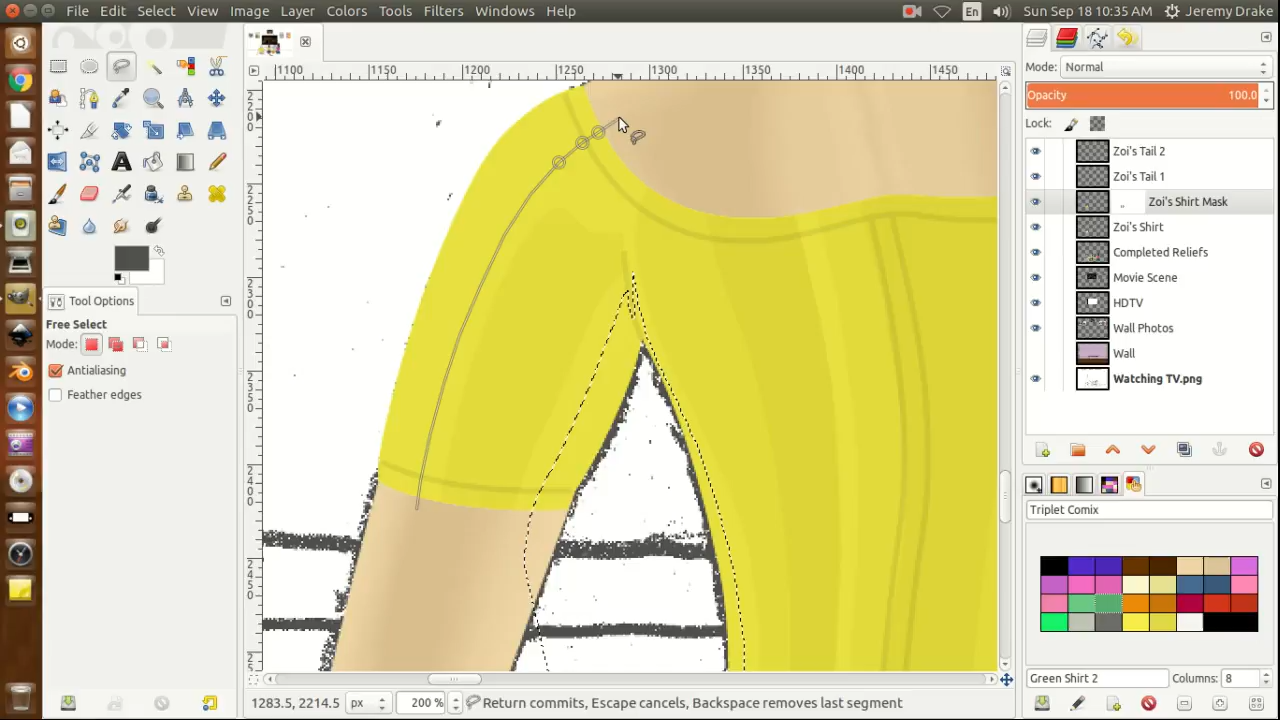 File Edit Select View Image Layer Colors Tools Filters Windows Help
En Sun Sep 18 10:35 AM Jeremy Drake
1100 1150 1200 1250 1300 1350 1400 1450
Mode: Normal
Opacity 100.0
Lock:
Zoi's Tail 2
Zoi's Tail 1
Zoi's Shirt Mask
Zoi's Shirt
Completed Reliefs
Movie Scene
HDTV
Wall Photos
Wall
Watching TV.png
Tool Options
Free Select
Mode:
Antialiasing
Feather edges
Triplet Comix
Green Shirt 2 Columns: 8
1283.5, 2214.5 px 200 % Return commits, Escape cancels, Backspace removes last segment